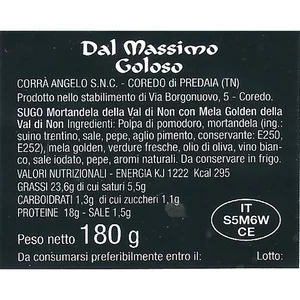 Dal Massimo
Goloso
CORRÀ ANGELO S.N.C. - COREDO di PREDAIA (TN)
Prodotto nello stabilimento di Via Borgonuovo, 5 - Coredo.
SUGO Mortandela della Val di Non con Mela Golden della
Val di Non Ingredienti: Polpa di pomodoro, mortandela (ing.:
suino trentino, sale, pepe, aglio pimento, conservante: E250,
E252), mela golden, verdure fresche, olio di oliva, vino bian-
co, sale iodato, pepe, aromi naturali. Da conservare in frigo
VALORI NUTRIZIONALI - ENERGIA KJ 1222 Kcal 295
GRASSI 23,6g di cui saturi 5,5g
CARBOIDRATI 1,3g di cui zuccheri 1,1g
PROTEINE 18g - SALE 1,5g
Peso netto 180 g
IT
S5M6W
CE
Da consumarsi preferibilmente entro il: Lotto: